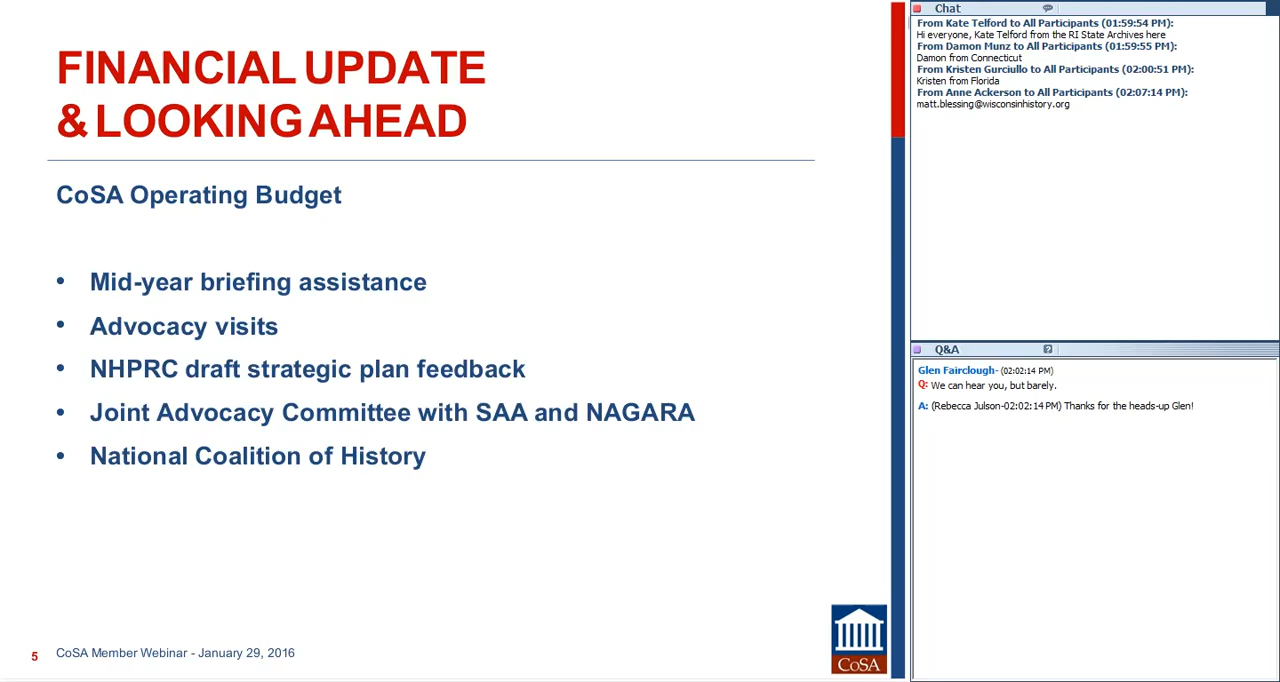 FINANCIAL UPDATE
& LOOKING AHEAD
CoSA Operating Budget
• Mid-year briefing assistance
• Advocacy visits
• NHPRC draft strategic plan feedback
• Joint Advocacy Committee with SAA and NAGARA
• National Coalition of History
5 CoSA Member Webinar - January 29, 2016
CoSA
Chat
From Kate Telford to All Participants (01:59:54 PM):
Hi everyone, Kate Telford from the RI State Archives here
From Damon Munz to All Participants (01:59:55 PM):
Damon from Connecticut
From Kristen Gurciullo to All Participants (02:00:51 PM):
Kristen from Florida
From Anne Ackerson to All Participants (02:07:14 PM):
matt.blessing@wisconsinhistory.org
Q&A
?
Glen Fairclough- (02:02:14 PM)
Q: We can hear you, but barely.
A: (Rebecca Julson-02:02:14 PM) Thanks for the heads-up Glen!